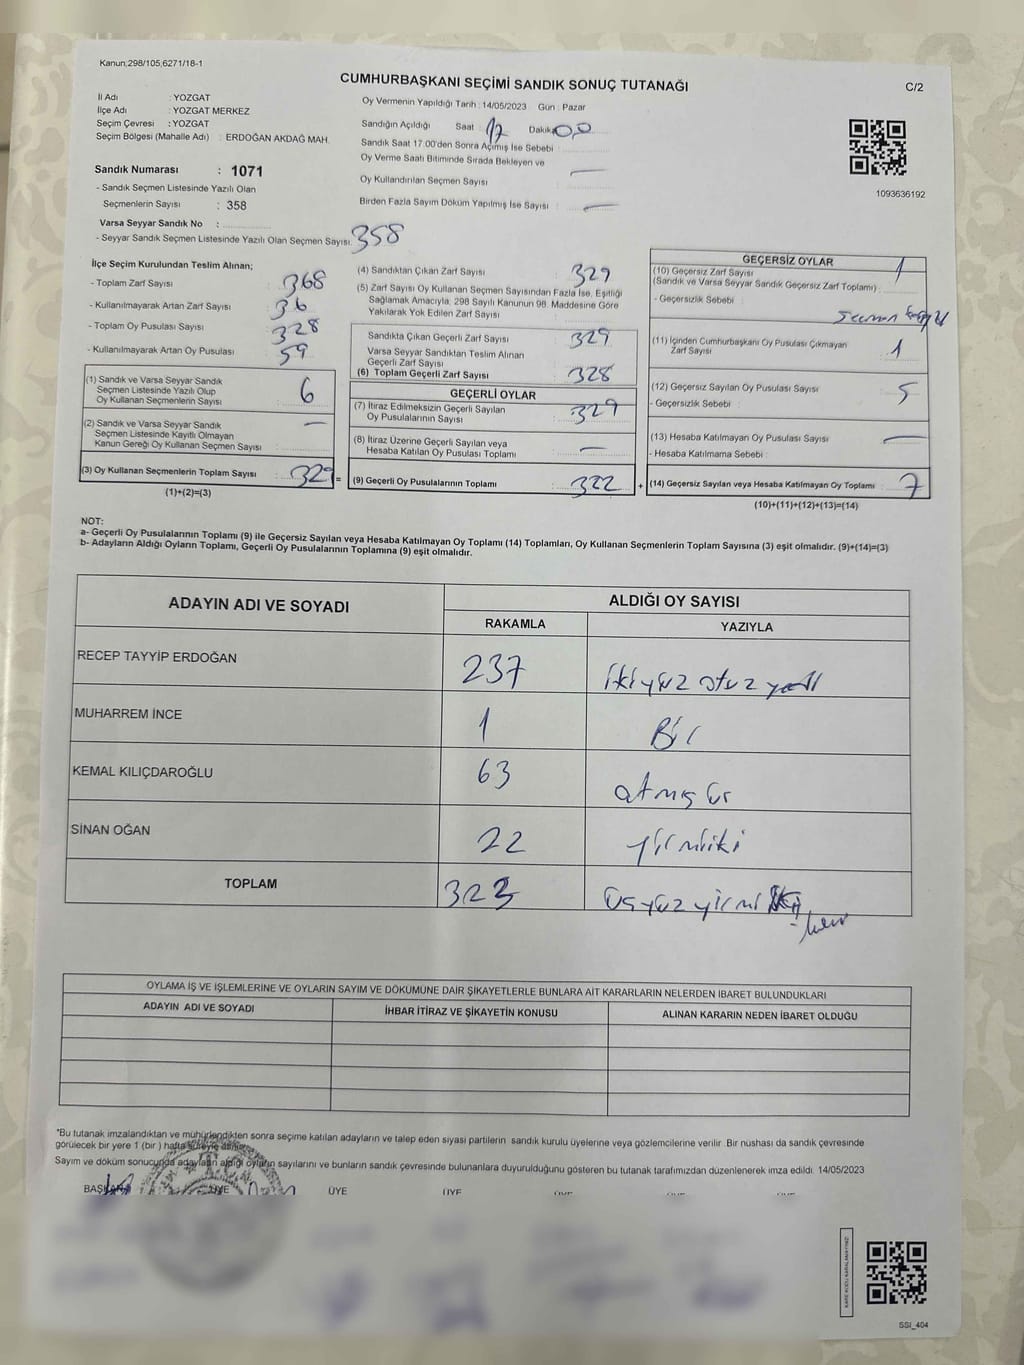 Kanun;298/105,6271/18-1
CUMHURBAŞKANI SEÇİMİ SANDIK SONUÇ TUTANAĞI
C/2
İl Adı : YOZGAT
İlçe Adı : YOZGAT MERKEZ
Seçim Çevresi : YOZGAT
Seçim Bölgesi (Mahalle Adı) : ERDOĞAN AKDAĞ MAH.
Sandık Numarası : 1071
- Sandık Seçmen Listesinde Yazılı Olan
Seçmenlerin Sayısı : 358
Varsa Seyyar Sandık No :
- Seyyar Sandık Seçmen Listesinde Yazılı Olan Seçmen Sayısı: 358
Oy Vermenin Yapıldığı Tarih : 14/05/2023 Gün : Pazar
Sandığın Açıldığı Saat : 17 Dakika 00
Sandık Saat 17.00'den Sonra Açılmış İse Sebebi :
Oy Verme Saati Bitiminde Sırada Bekleyen ve
Oy Kullandırılan Seçmen Sayısı : —
Birden Fazla Sayım Döküm Yapılmış İse Sayısı : —
1093636192
İlçe Seçim Kurulundan Teslim Alınan;
- Toplam Zarf Sayısı : 368
- Kullanılmayarak Artan Zarf Sayısı : 36
- Toplam Oy Pusulası Sayısı : 328
- Kullanılmayarak Artan Oy Pusulası : 59
(1) Sandık ve Varsa Seyyar Sandık
Seçmen Listesinde Yazılı Olup
Oy Kullanan Seçmenlerin Sayısı : 6
(2) Sandık ve Varsa Seyyar Sandık
Seçmen Listesinde Kayıtlı Olmayan
Kanun Gereği Oy Kullanan Seçmen Sayısı : —
(3) Oy Kullanan Seçmenlerin Toplam Sayısı : 329 =
(1)+(2)=(3)
(4) Sandıktan Çıkan Zarf Sayısı : 329
(5) Zarf Sayısı Oy Kullanan Seçmen Sayısından Fazla İse, Eşitliği
Sağlamak Amacıyla, 298 Sayılı Kanunun 98. Maddesine Göre
Yakılarak Yok Edilen Zarf Sayısı :
Sandıkta Çıkan Geçerli Zarf Sayısı : 329
Varsa Seyyar Sandıktan Teslim Alınan
Geçerli Zarf Sayısı :
(6) Toplam Geçerli Zarf Sayısı : 328
GEÇERLİ OYLAR
(7) İtiraz Edilmeksizin Geçerli Sayılan
Oy Pusulalarının Sayısı : 329
(8) İtiraz Üzerine Geçerli Sayılan veya
Hesaba Katılan Oy Pusulası Toplamı : —
(9) Geçerli Oy Pusulalarının Toplamı : 322 +
GEÇERSİZ OYLAR
(10) Geçersiz Zarf Sayısı 1
(Sandık ve Varsa Seyyar Sandık Geçersiz Zarf Toplamı) :
- Geçersizlik Sebebi :
(11) İçinden Cumhurbaşkanı Oy Pusulası Çıkmayan
Zarf Sayısı : 1
(12) Geçersiz Sayılan Oy Pusulası Sayısı : 5
- Geçersizlik Sebebi :
(13) Hesaba Katılmayan Oy Pusulası Sayısı : —
- Hesaba Katılmama Sebebi :
(14) Geçersiz Sayılan veya Hesaba Katılmayan Oy Toplamı : 7
(10)+(11)+(12)+(13)=(14)
NOT:
a- Geçerli Oy Pusulalarının Toplamı (9) ile Geçersiz Sayılan veya Hesaba Katılmayan Oy Toplamı (14) Toplamları, Oy Kullanan Seçmenlerin Toplam Sayısına (3) eşit olmalıdır. (9)+(14)=(3)
b- Adayların Aldığı Oyların Toplamı, Geçerli Oy Pusulalarının Toplamına (9) eşit olmalıdır.
ADAYIN ADI VE SOYADI
ALDIĞI OY SAYISI
RAKAMLA
YAZIYLA
RECEP TAYYİP ERDOĞAN 237 ikiyüz otuz yedi
MUHARREM İNCE 1 Bir
KEMAL KILIÇDAROĞLU 63 atmış üs
SİNAN OĞAN 22 yirmiiki
TOPLAM 323 üsyüz yirmi
OYLAMA İŞ VE İŞLEMLERİNE VE OYLARIN SAYIM VE DÖKÜMÜNE DAİR ŞİKAYETLERLE BUNLARA AİT KARARLARIN NELERDEN İBARET BULUNDUKLARI
ADAYIN ADI VE SOYADI
İHBAR İTİRAZ VE ŞİKAYETİN KONUSU
ALINAN KARARIN NEDEN İBARET OLDUĞU
*Bu tutanak imzalandıktan ve mühürlendikten sonra seçime katılan adayların ve talep eden siyasi partilerin sandık kurulu üyelerine veya gözlemcilerine verilir. Bir nüshası da sandık çevresinde
görülecek bir yere 1 (bir) hafta süreyle asılır.
Sayım ve döküm sonucunda adayların aldığı oyların sayılarını ve bunların sandık çevresinde bulunanlara duyurulduğunu gösteren bu tutanak tarafımızdan düzenlenerek imza edildi. 14/05/2023
BAŞKAN ÜYE ÜYE ÜYE ÜYE ÜYE ÜYE
KARE KODU KARALAMAYINIZ!
SSI_404